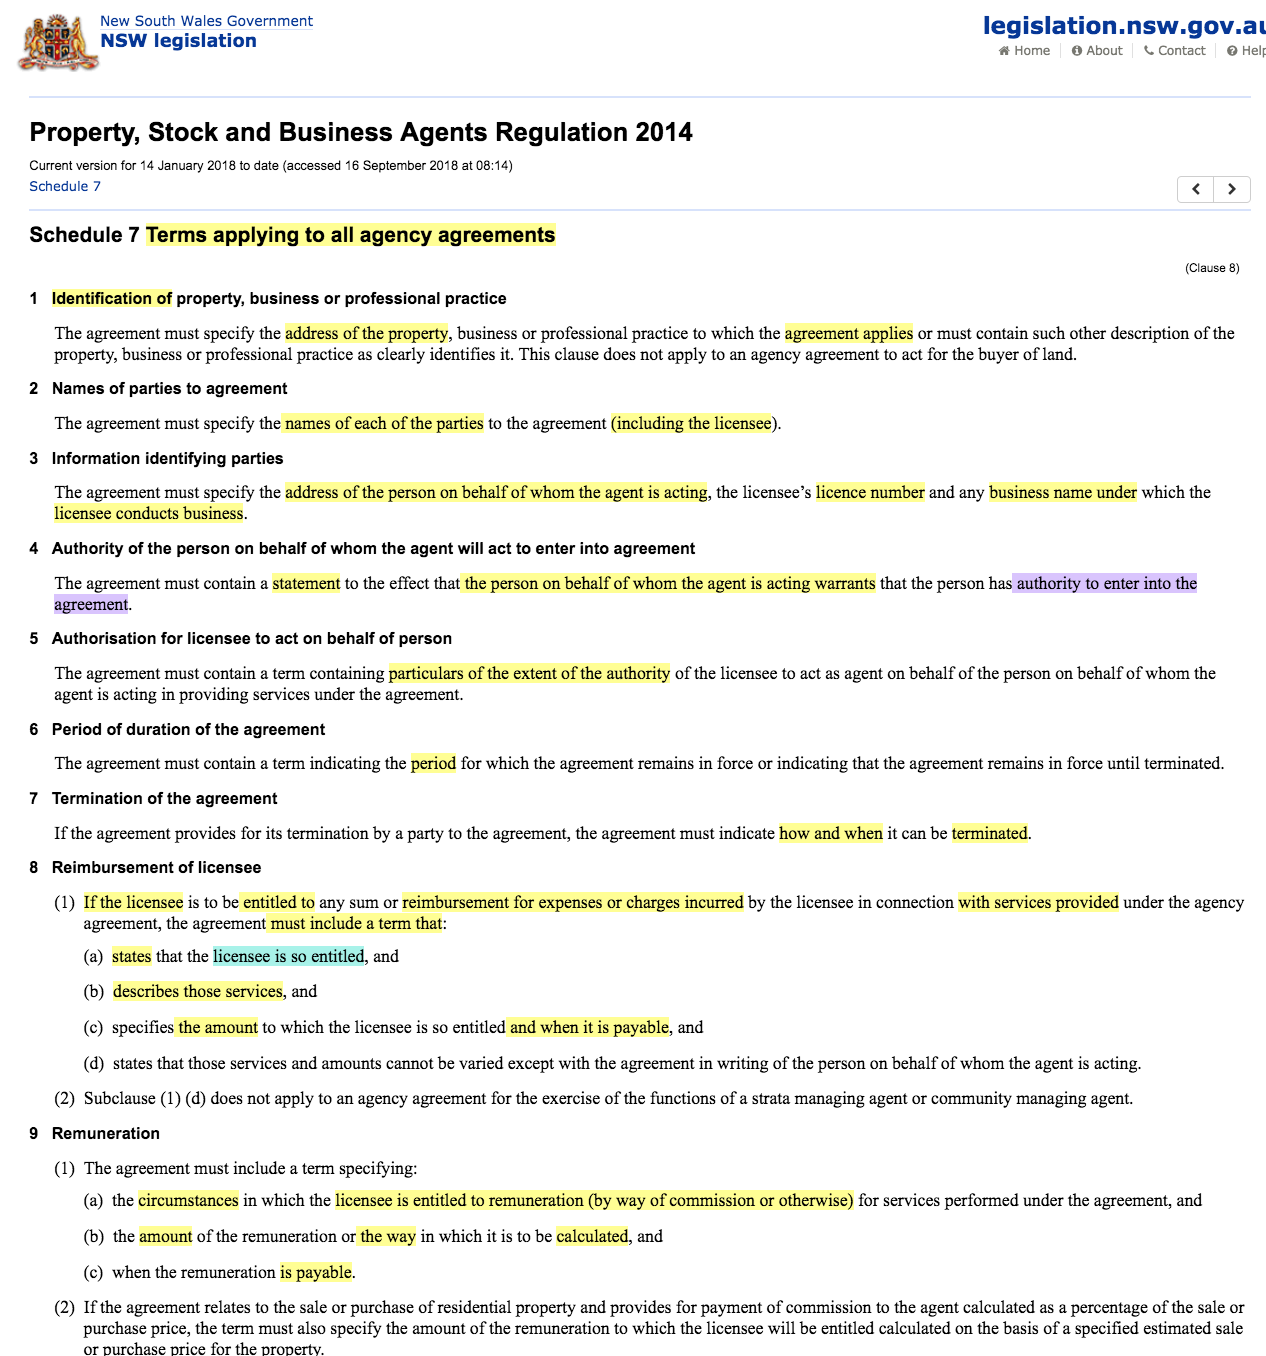 New South Wales Government
NSW legislation
legislation.nsw.gov.au
Home About Contact Help
Property, Stock and Business Agents Regulation 2014
Current version for 14 January 2018 to date (accessed 16 September 2018 at 08:14)
Schedule 7
Schedule 7 Terms applying to all agency agreements
(Clause 8)
1 Identification of property, business or professional practice
The agreement must specify the address of the property, business or professional practice to which the agreement applies or must contain such other description of the
property, business or professional practice as clearly identifies it. This clause does not apply to an agency agreement to act for the buyer of land.
2 Names of parties to agreement
The agreement must specify the names of each of the parties to the agreement (including the licensee).
3 Information identifying parties
The agreement must specify the address of the person on behalf of whom the agent is acting, the licensee's licence number and any business name under which the
licensee conducts business.
4 Authority of the person on behalf of whom the agent will act to enter into agreement
The agreement must contain a statement to the effect that the person on behalf of whom the agent is acting warrants that the person has authority to enter into the
agreement.
5 Authorisation for licensee to act on behalf of person
The agreement must contain a term containing particulars of the extent of the authority of the licensee to act as agent on behalf of the person on behalf of whom the
agent is acting in providing services under the agreement.
6 Period of duration of the agreement
The agreement must contain a term indicating the period for which the agreement remains in force or indicating that the agreement remains in force until terminated.
7 Termination of the agreement
If the agreement provides for its termination by a party to the agreement, the agreement must indicate how and when it can be terminated.
8 Reimbursement of licensee
(1) If the licensee is to be entitled to any sum or reimbursement for expenses or charges incurred by the licensee in connection with services provided under the agency
agreement, the agreement must include a term that:
(a) states that the licensee is so entitled, and
(b) describes those services, and
(c) specifies the amount to which the licensee is so entitled and when it is payable, and
(d) states that those services and amounts cannot be varied except with the agreement in writing of the person on behalf of whom the agent is acting.
(2) Subclause (1) (d) does not apply to an agency agreement for the exercise of the functions of a strata managing agent or community managing agent.
9 Remuneration
(1) The agreement must include a term specifying:
(a) the circumstances in which the licensee is entitled to remuneration (by way of commission or otherwise) for services performed under the agreement, and
(b) the amount of the remuneration or the way in which it is to be calculated, and
(c) when the remuneration is payable.
(2) If the agreement relates to the sale or purchase of residential property and provides for payment of commission to the agent calculated as a percentage of the sale or
purchase price, the term must also specify the amount of the remuneration to which the licensee will be entitled calculated on the basis of a specified estimated sale
or purchase price for the property.